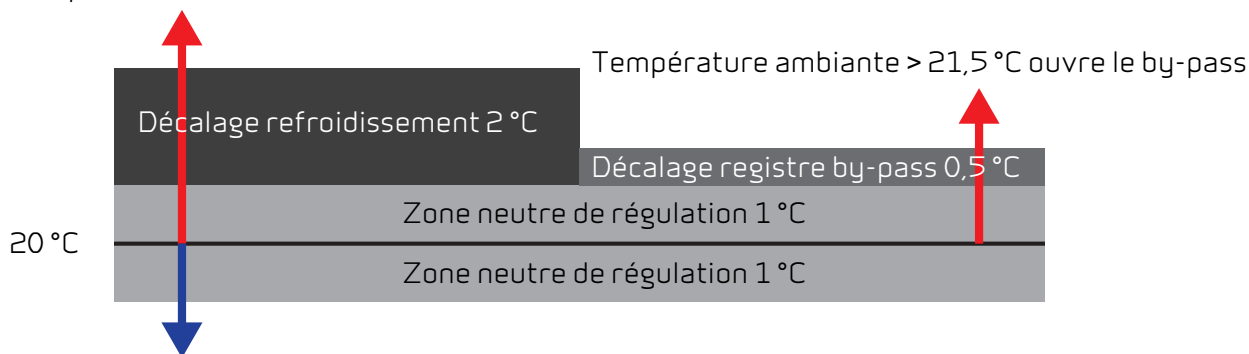 Température ambiante > 21,5 °C ouvre le by-pass
Décalage refroidissement 2 °C
Décalage registre by-pass 0,5 °C
Zone neutre de régulation 1 °C
20 °C
Zone neutre de régulation 1 °C